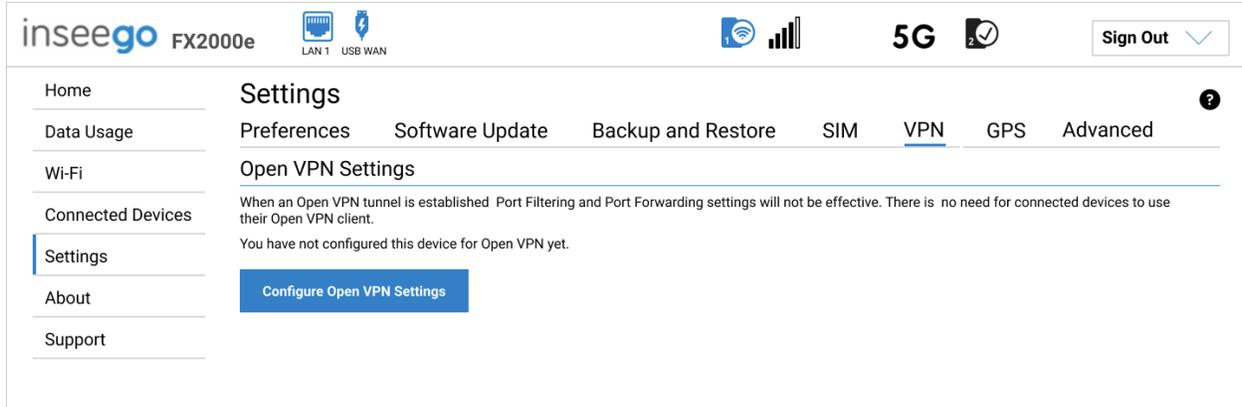 inseego FX2000e
LAN 1 USB WAN
1
5G
2
Sign Out
Home
Data Usage
Wi-Fi
Connected Devices
Settings
About
Support
Settings
?
Preferences Software Update Backup and Restore SIM VPN GPS Advanced
Open VPN Settings
When an Open VPN tunnel is established  Port Filtering and Port Forwarding settings will not be effective. There is  no need for connected devices to use
their Open VPN client.
You have not configured this device for Open VPN yet.
Configure Open VPN Settings